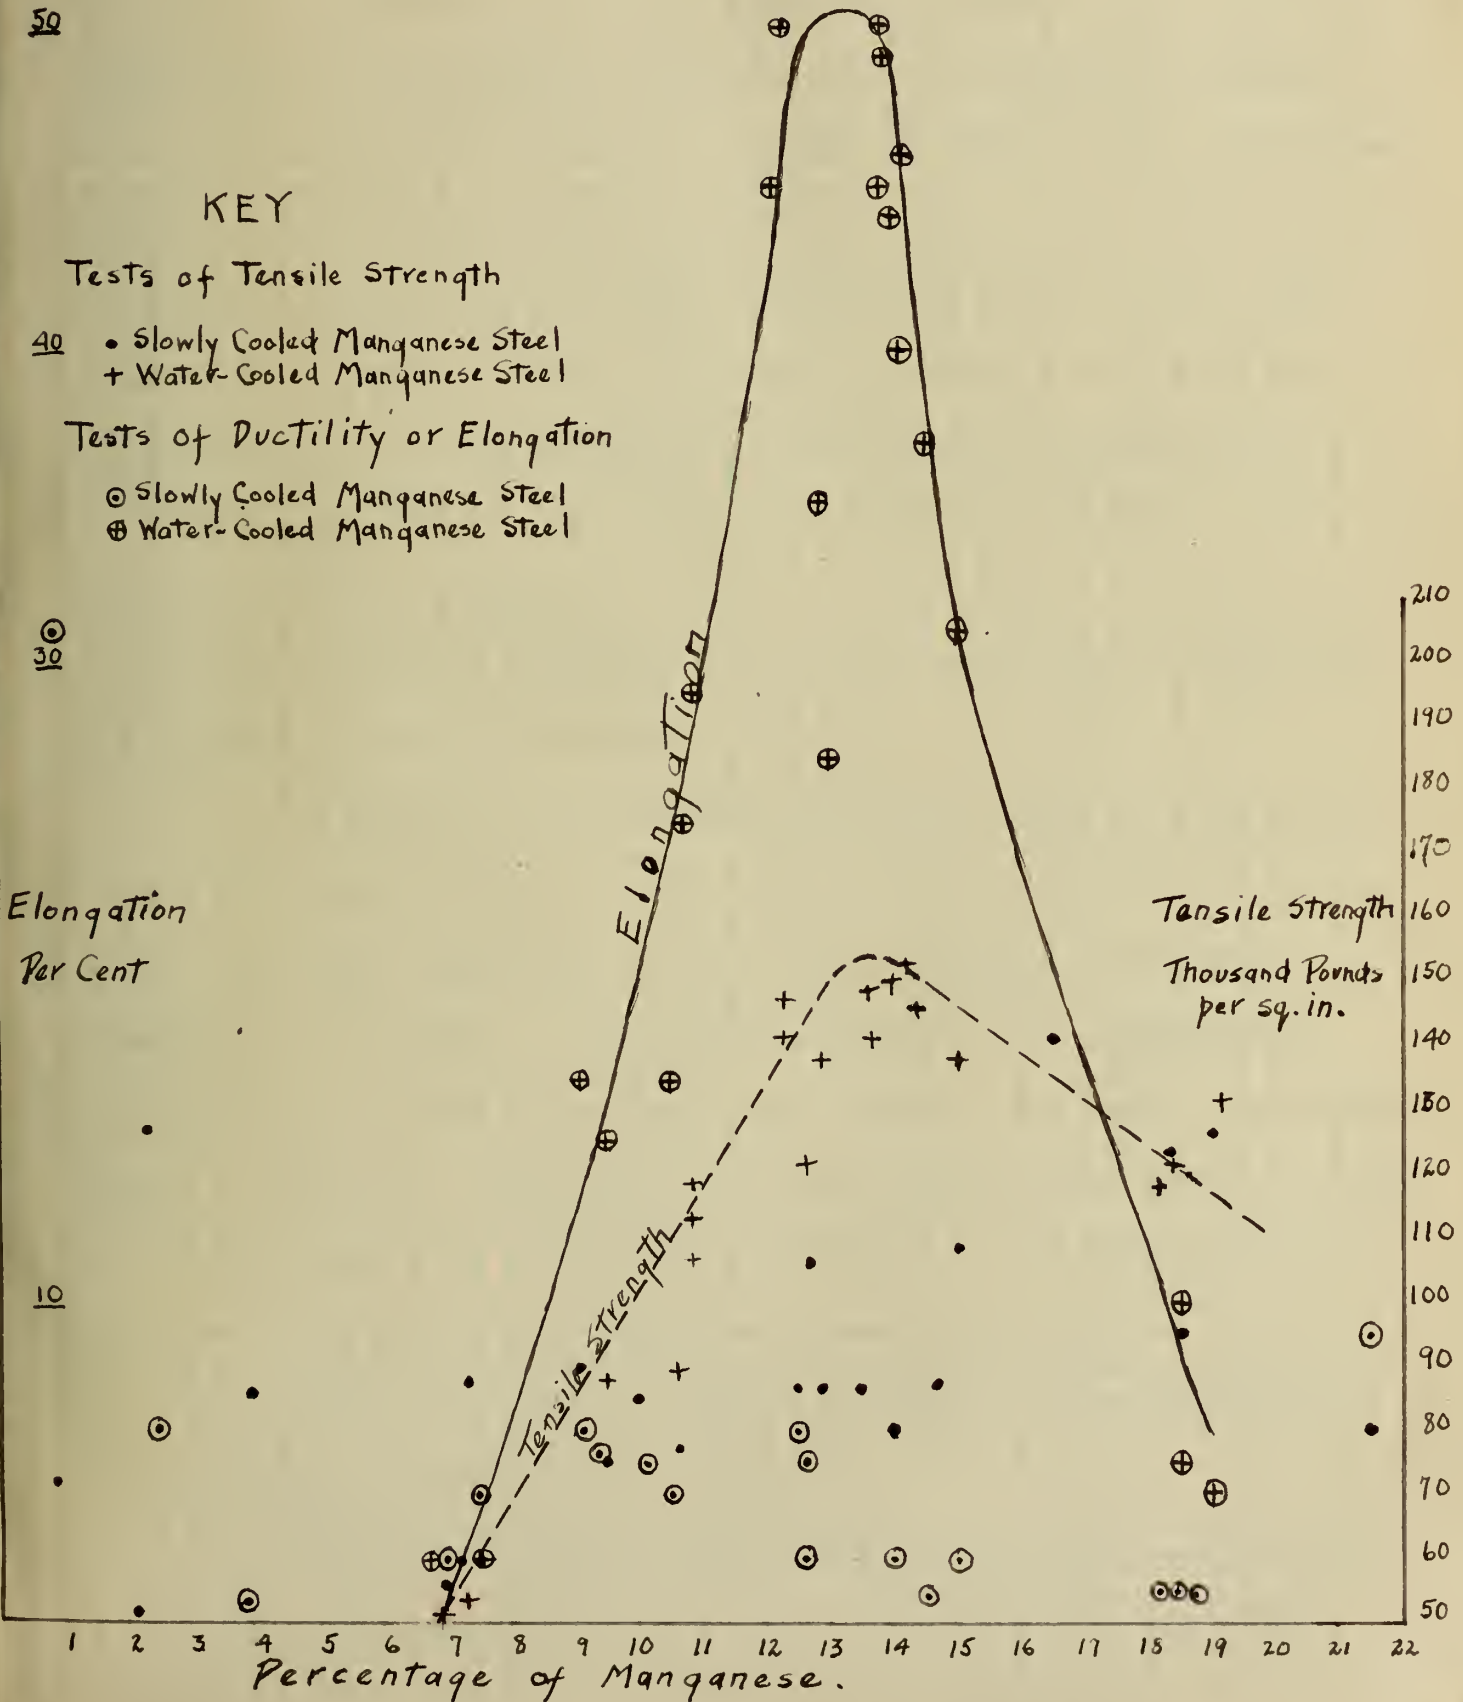 50
KEY
Tests of Tensile Strength
40
• Slowly Cooled Manganese Steel
+ Water-Cooled Manganese Steel
Tests of Ductility or Elongation
⊙ Slowly Cooled Manganese Steel
⊕ Water-Cooled Manganese Steel
30
10
Elongation
Per Cent
Elongation
Tensile Strength
Tansile Strength
Thousand Pounds
per sq. in.
210
200
190
180
170
160
150
140
130
120
110
100
90
80
70
60
50
1 2 3 4 5 6 7 8 9 10 11 12 13 14 15 16 17 18 19 20 21 22
Percentage of Manganese.